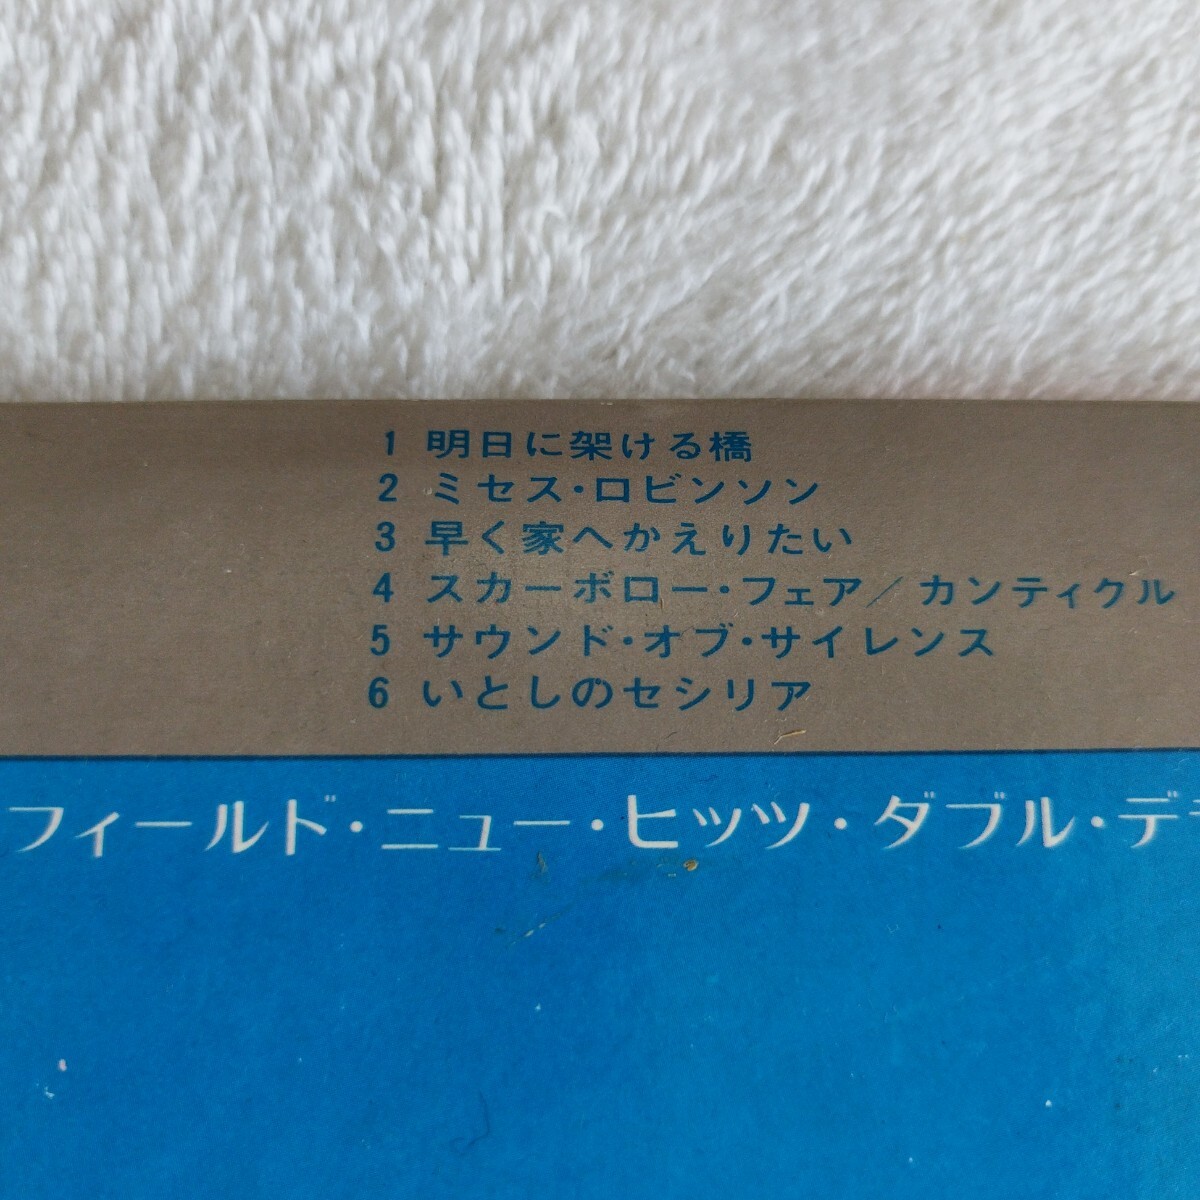 1 明日に架ける橋
2 ミセス・ロビンソン
3 早く家へかえりたい
4 スカーボロー・フェア/カンティクル
5 サウンド・オブ・サイレンス
6 いとしのセシリア
フィールド・ニュー・ヒッツ・ダブル・デ